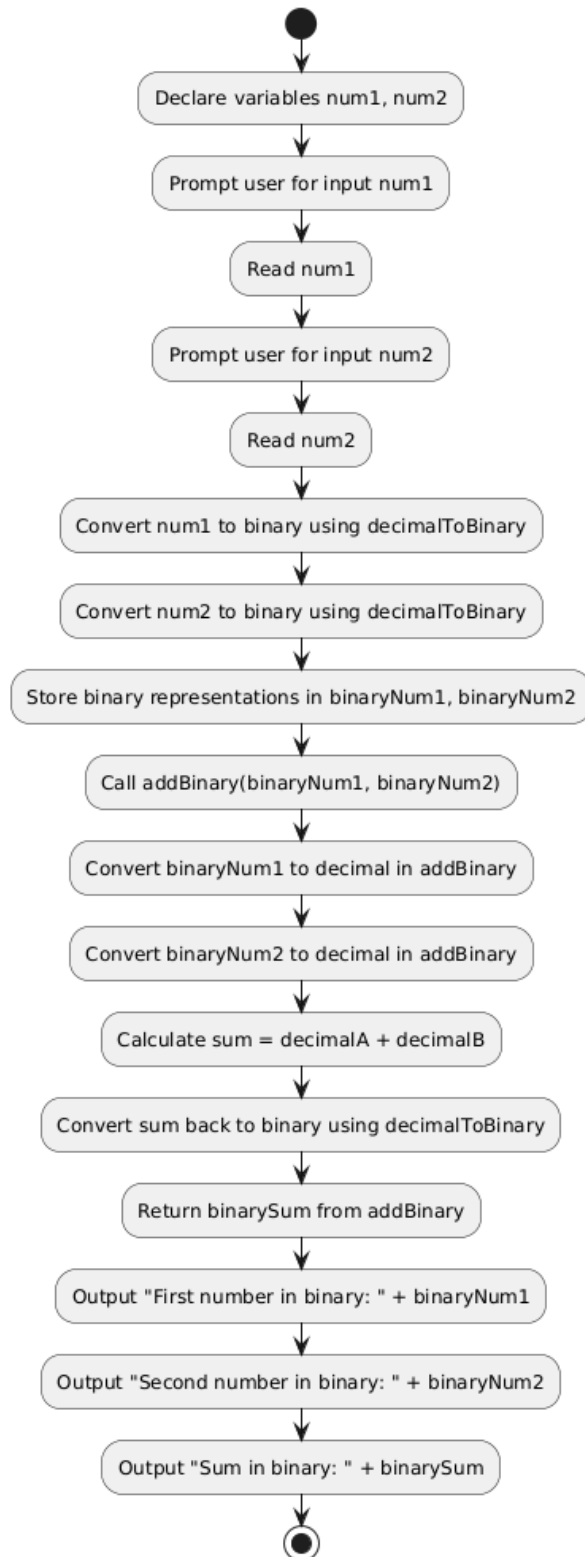 Declare variables num1, num2
Prompt user for input num1
Read num1
Prompt user for input num2
Read num2
Convert num1 to binary using decimalToBinary
Convert num2 to binary using decimalToBinary
Store binary representations in binaryNum1, binaryNum2
Call addBinary(binaryNum1, binaryNum2)
Convert binaryNum1 to decimal in addBinary
Convert binaryNum2 to decimal in addBinary
Calculate sum = decimalA + decimalB
Convert sum back to binary using decimalToBinary
Return binarySum from addBinary
Output "First number in binary: " + binaryNum1
Output "Second number in binary: " + binaryNum2
Output "Sum in binary: " + binarySum